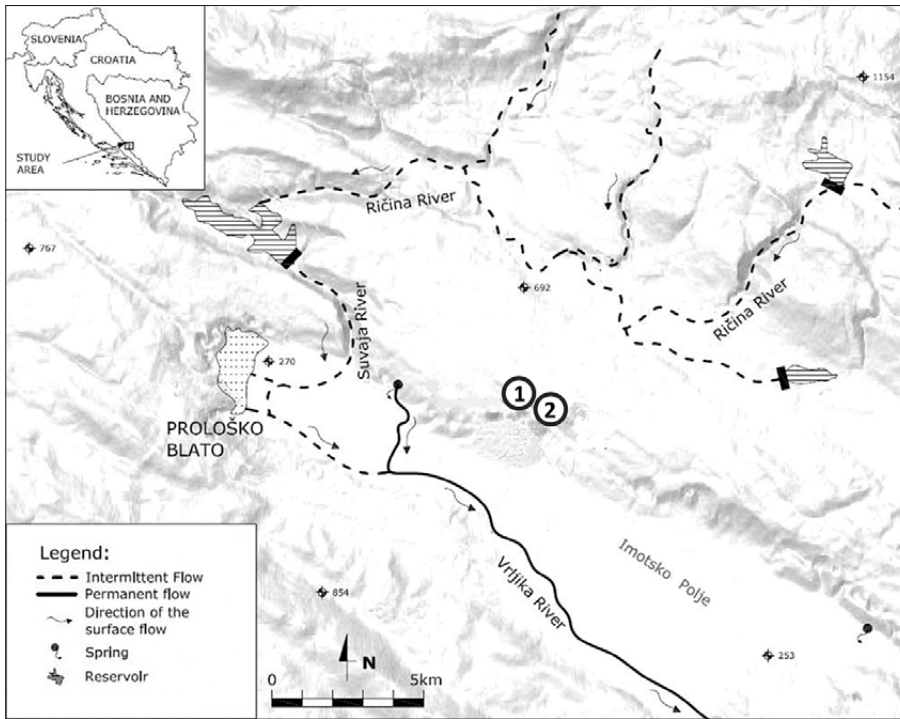 SLOVENIA
CROATIA
BOSNIA AND
HERZEGOVINA
STUDY
AREA
1154
Ričina River
767
692
Ričina River
Suvaja River
270
1
2
PROLOŠKO
BLATO
Imotsko Polje
Vrljika River
854
253
Legend:
Intermittent Flow
Permanent flow
Direction of the
surface flow
Spring
Reservoir
N
0
5km